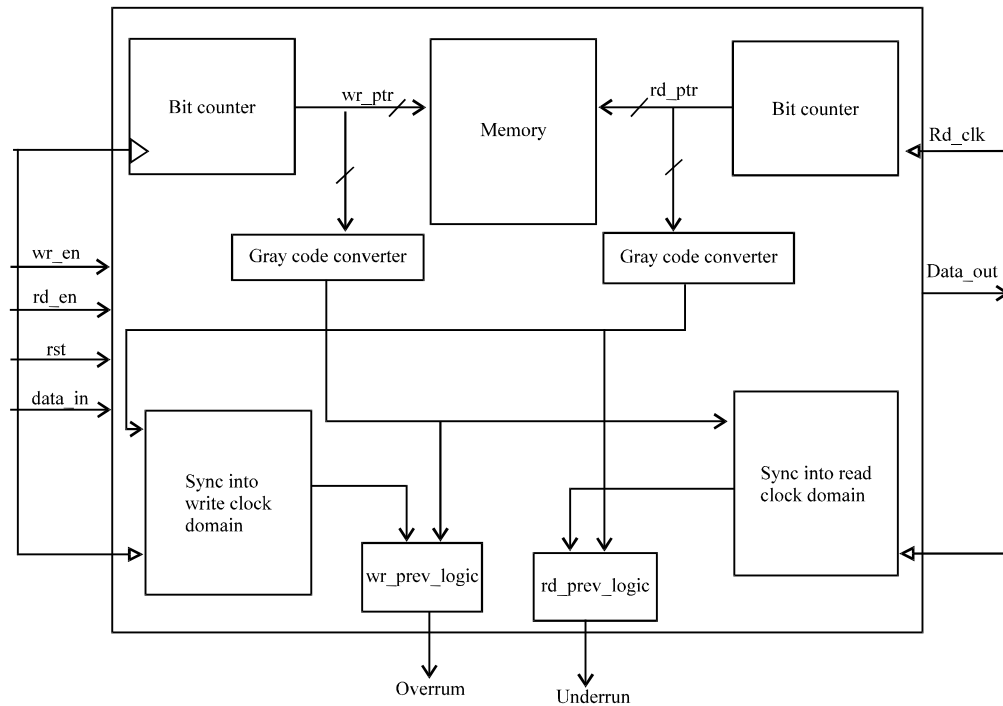 Bit counter
wr_ptr
Memory
rd_ptr
Bit counter
Rd_clk
wr_en
Gray code converter
Gray code converter
Data_out
rd_en
rst
data_in
Sync into
write clock
domain
Sync into read
clock domain
wr_prev_logic
rd_prev_logic
Overrum
Underrun